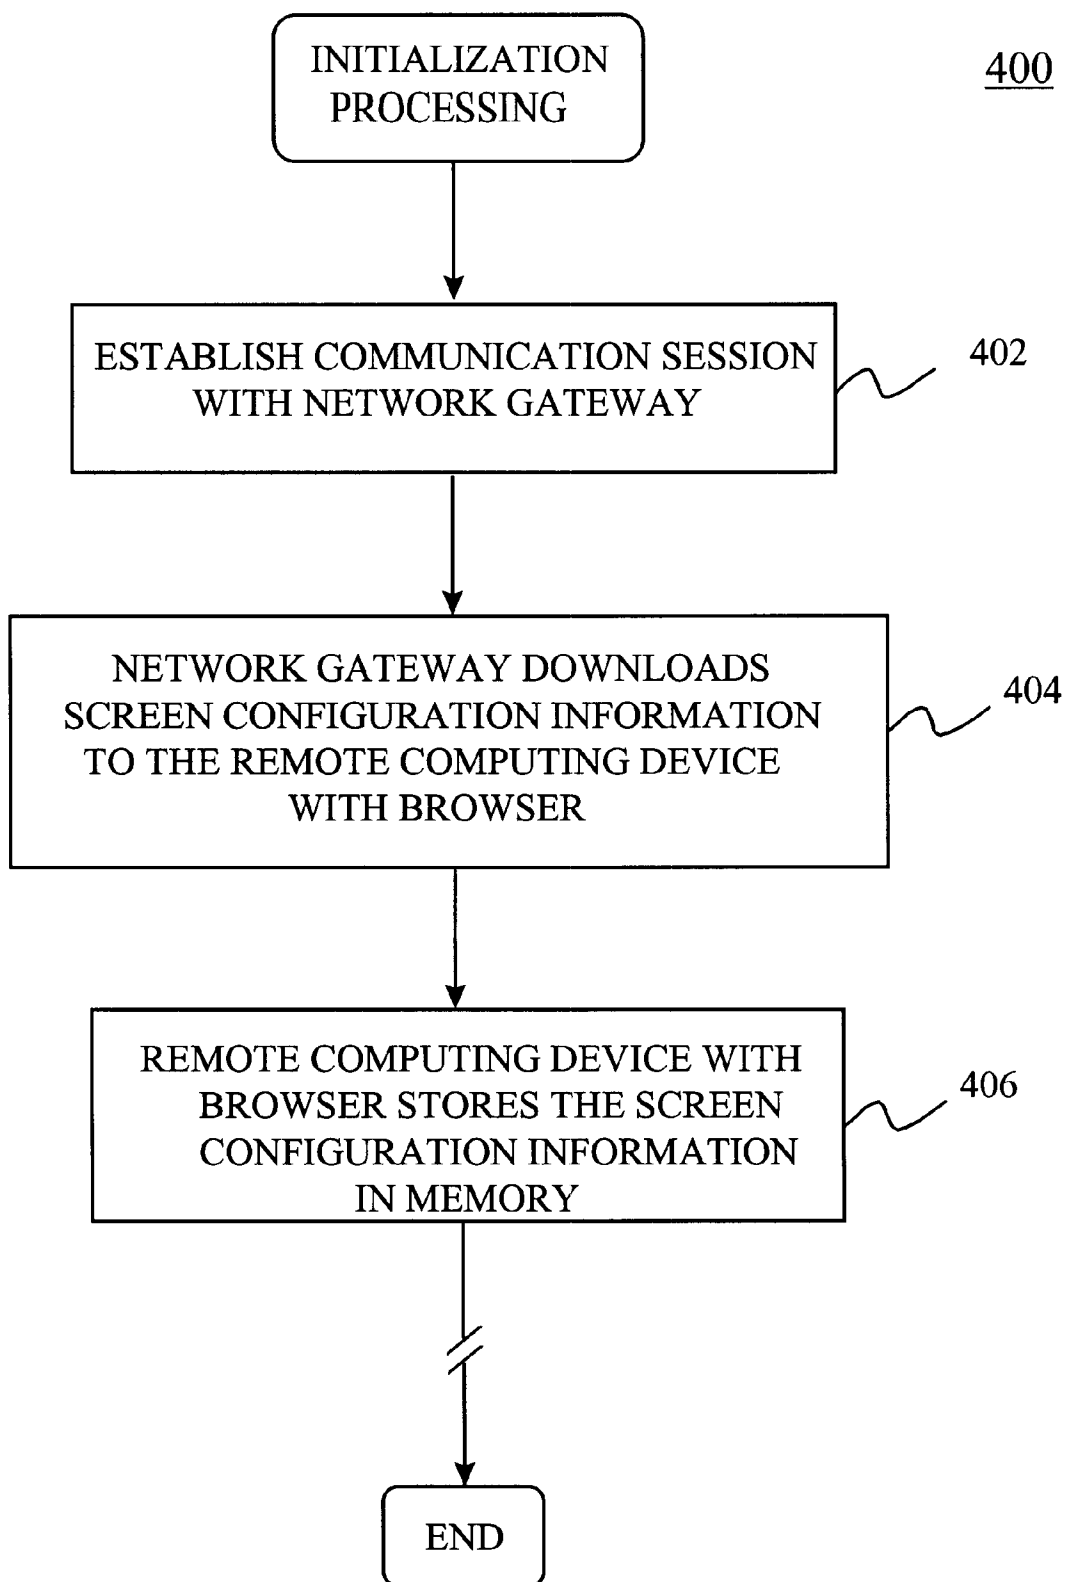 INITIALIZATION
PROCESSING
400
ESTABLISH COMMUNICATION SESSION
WITH NETWORK GATEWAY
402
NETWORK GATEWAY DOWNLOADS
SCREEN CONFIGURATION INFORMATION
TO THE REMOTE COMPUTING DEVICE
WITH BROWSER
404
REMOTE COMPUTING DEVICE WITH
BROWSER STORES THE SCREEN
CONFIGURATION INFORMATION
IN MEMORY
406
END